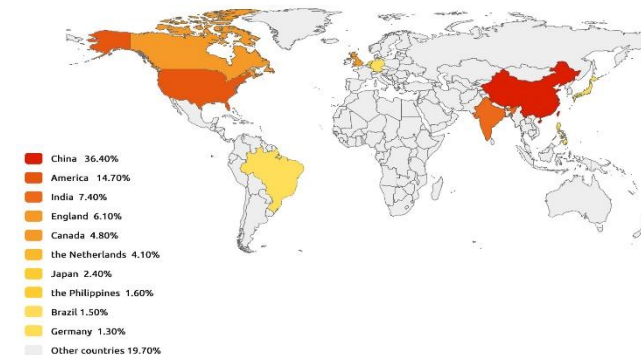 China 36.40%
America 14.70%
India 7.40%
England 6.10%
Canada 4.80%
the Netherlands 4.10%
Japan 2.40%
the Philippines 1.60%
Brazil 1.50%
Germany 1.30%
Other countries 19.70%